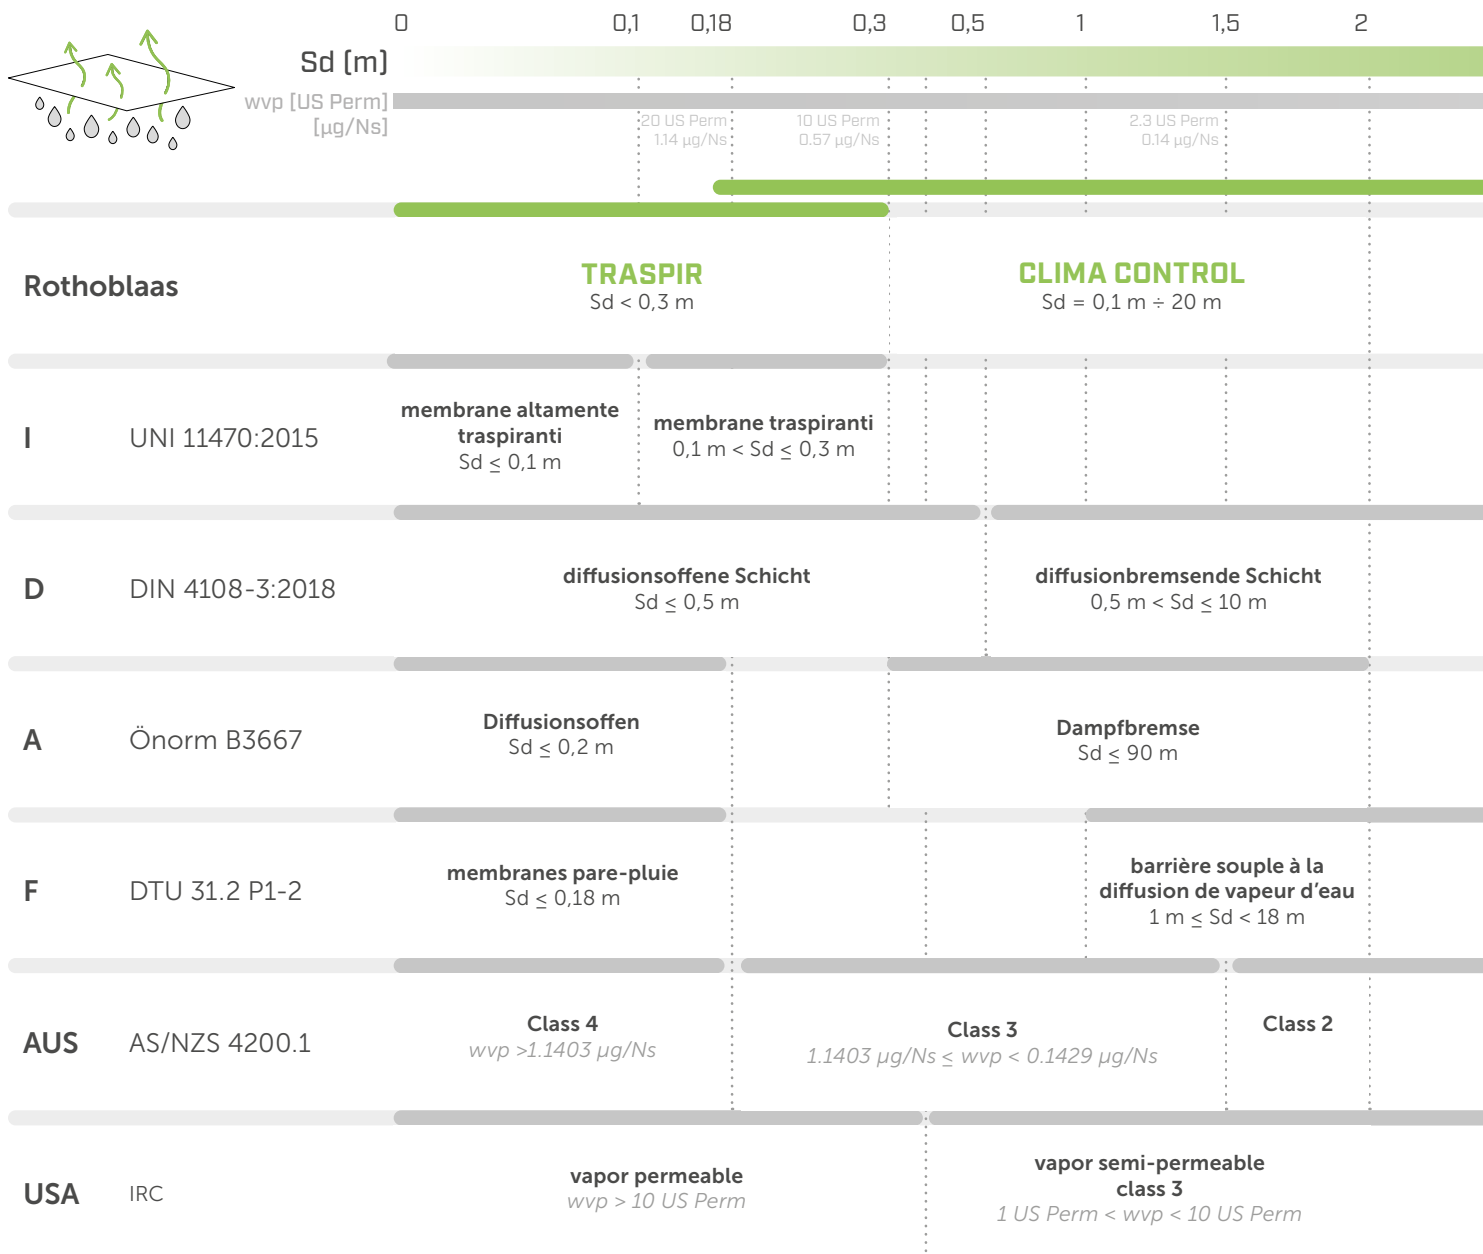 0 0,1 0,18 0,3 0,5 1 1,5 2
Sd [m]
wvp [US Perm]
[µg/Ns]
20 US Perm
1.14 µg/Ns
10 US Perm
0.57 µg/Ns
2.3 US Perm
0.14 µg/Ns
Rothoblaas
TRASPIR
Sd < 0,3 m
CLIMA CONTROL
Sd = 0,1 m ÷ 20 m
I UNI 11470:2015
membrane altamente
traspiranti
Sd ≤ 0,1 m
membrane traspiranti
0,1 m < Sd ≤ 0,3 m
D DIN 4108-3:2018
diffusionsoffene Schicht
Sd ≤ 0,5 m
diffusionbremsende Schicht
0,5 m < Sd ≤ 10 m
A Önorm B3667
Diffusionsoffen
Sd ≤ 0,2 m
Dampfbremse
Sd ≤ 90 m
F DTU 31.2 P1-2
membranes pare-pluie
Sd ≤ 0,18 m
barrière souple à la
diffusion de vapeur d’eau
1 m ≤ Sd < 18 m
AUS AS/NZS 4200.1
Class 4
wvp >1.1403 µg/Ns
Class 3
1.1403 µg/Ns ≤ wvp < 0.1429 µg/Ns
Class 2
USA IRC
vapor permeable
wvp > 10 US Perm
vapor semi-permeable
class 3
1 US Perm < wvp < 10 US Perm